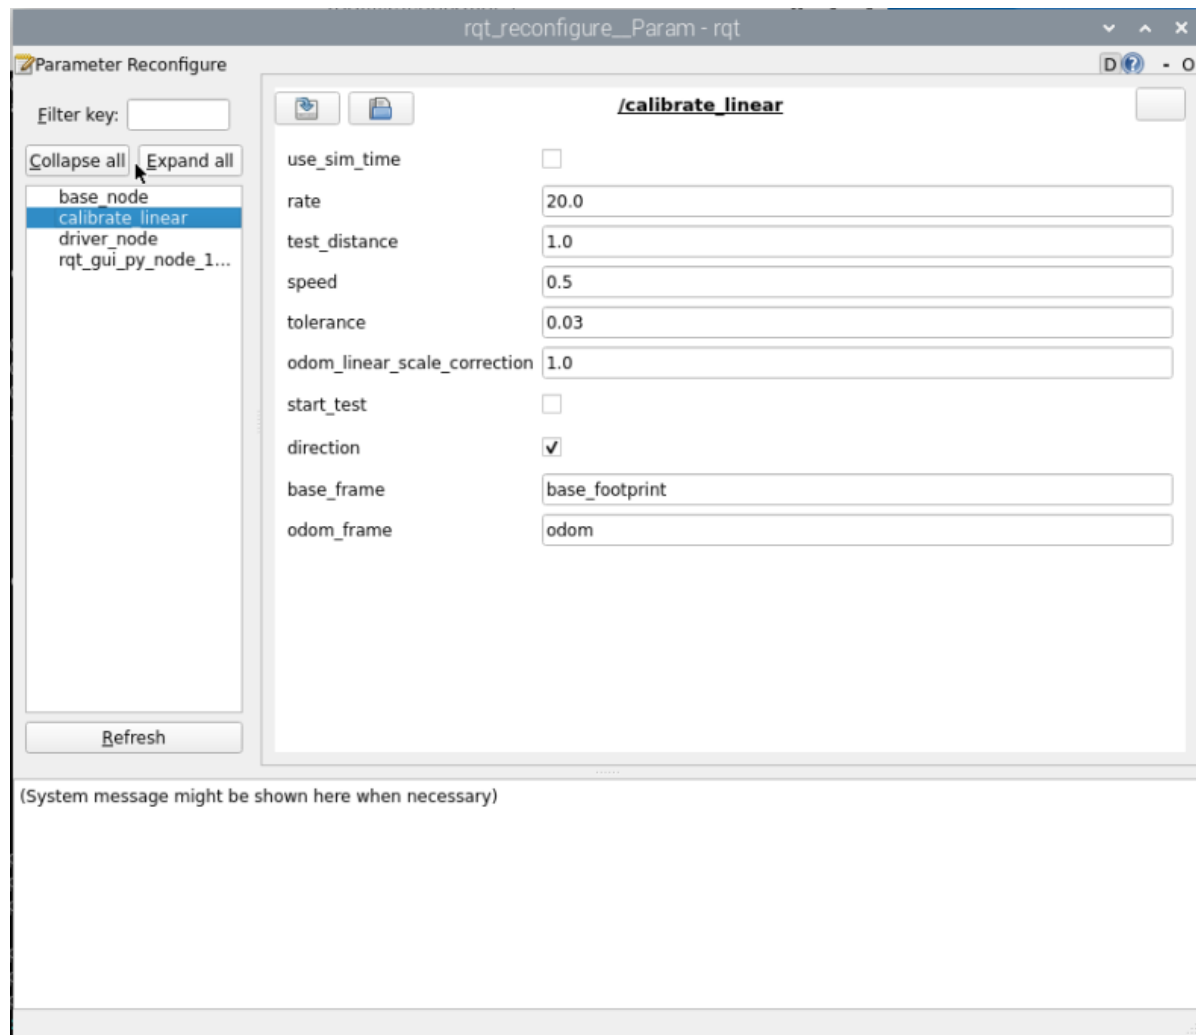 rqt_reconfigure__Param - rqt
Parameter Reconfigure
D ? - O
Filter key:
Collapse all Expand all
base_node
calibrate_linear
driver_node
rqt_gui_py_node_1...
Refresh
/calibrate_linear
use_sim_time
rate 20.0
test_distance 1.0
speed 0.5
tolerance 0.03
odom_linear_scale_correction 1.0
start_test
direction
base_frame base_footprint
odom_frame odom
(System message might be shown here when necessary)